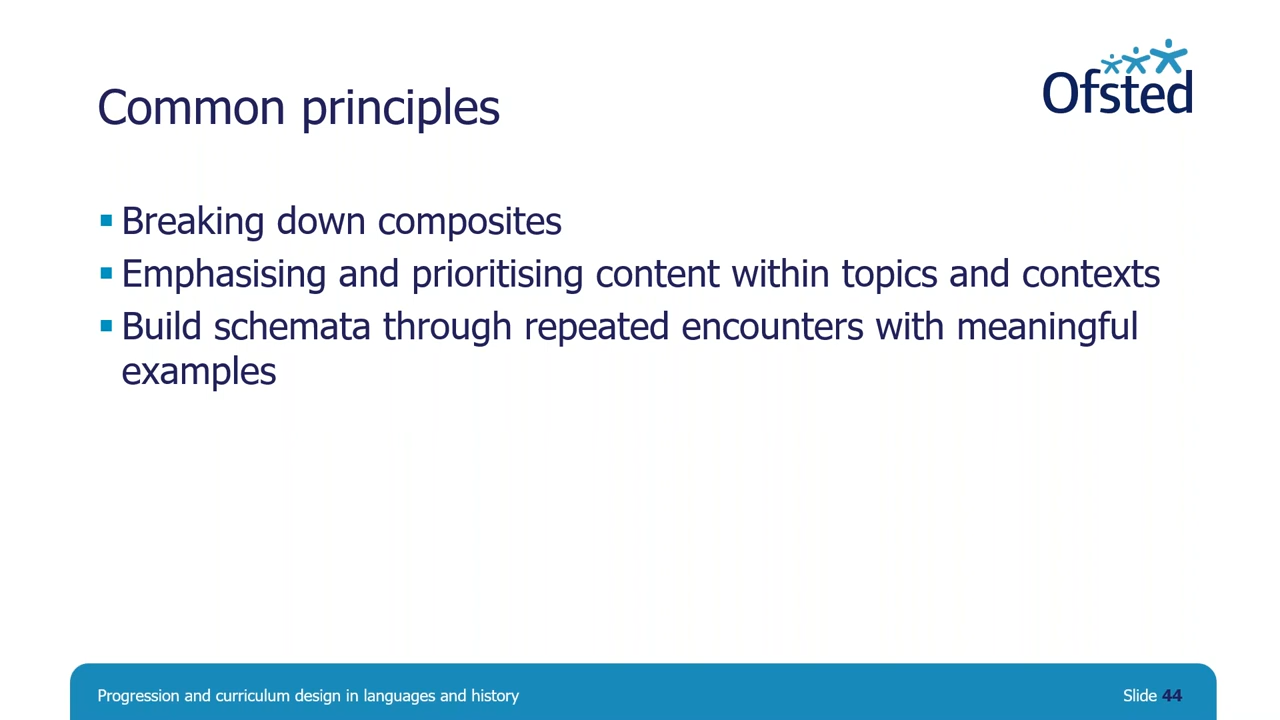 Ofsted
Common principles
Breaking down composites
Emphasising and prioritising content within topics and contexts
Build schemata through repeated encounters with meaningful
examples
Progression and curriculum design in languages and history
Slide 44